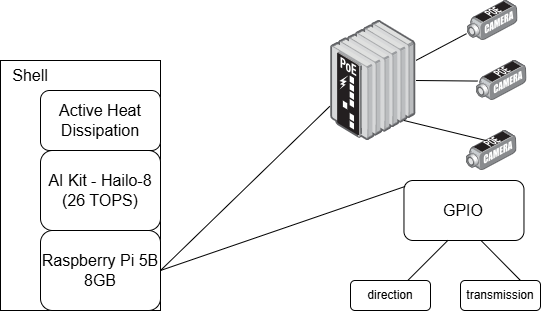 Shell
Active Heat
Dissipation
AI Kit - Hailo-8
(26 TOPS)
Raspberry Pi 5B
8GB
PoE
POE
CAMERA
POE
CAMERA
POE
CAMERA
GPIO
direction
transmission